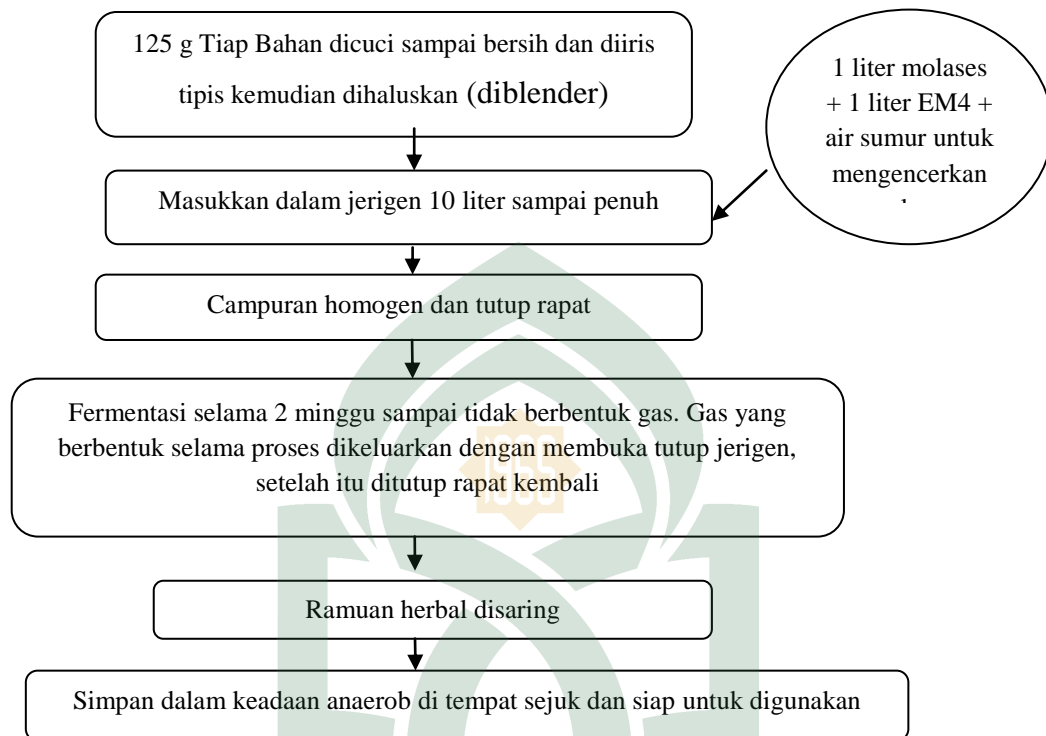 125 g Tiap Bahan dicuci sampai bersih dan diiris
tipis kemudian dihaluskan (diblender)
1 liter molases
+ 1 liter EM4 +
air sumur untuk
mengencerkan
Masukkan dalam jerigen 10 liter sampai penuh
Campuran homogen dan tutup rapat
Fermentasi selama 2 minggu sampai tidak berbentuk gas. Gas yang
berbentuk selama proses dikeluarkan dengan membuka tutup jerigen,
setelah itu ditutup rapat kembali
1965
Ramuan herbal disaring
Simpan dalam keadaan anaerob di tempat sejuk dan siap untuk digunakan